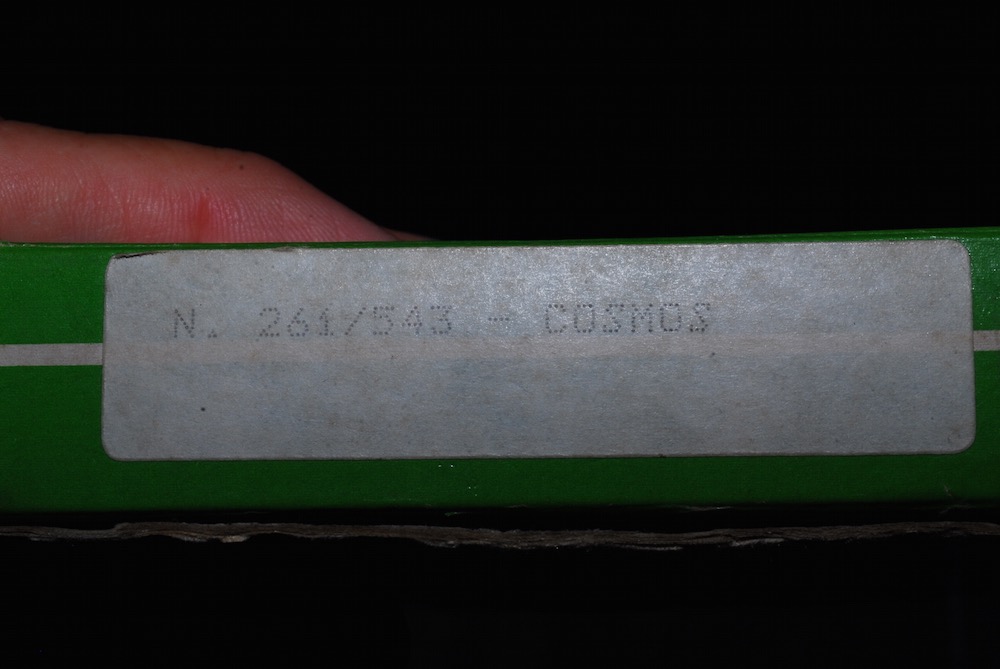 N. 261/543 - COSMOS